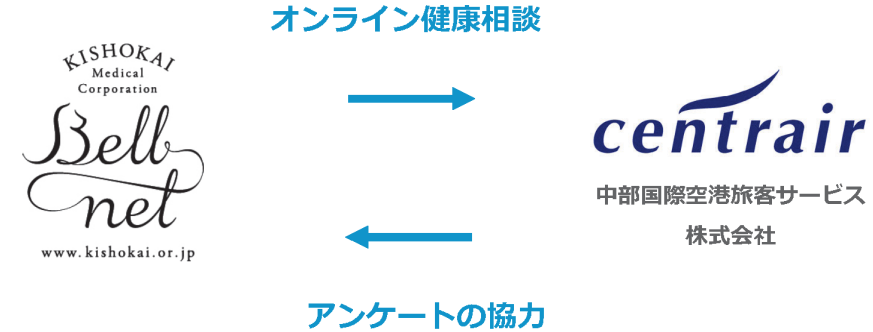 オンライン健康相談
KISHOKAI
Medical
Corporation
Bell
net
www.kishokai.or.jp
centrair
中部国際空港旅客サービス
株式会社
アンケートの協力